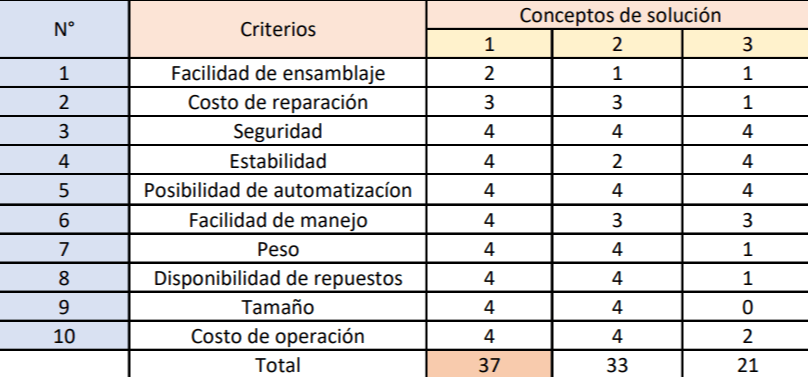 N° Criterios Conceptos de solución
1 2 3
1 Facilidad de ensamblaje 2 1 1
2 Costo de reparación 3 3 1
3 Seguridad 4 4 4
4 Estabilidad 4 2 4
5 Posibilidad de automatizacíon 4 4 4
6 Facilidad de manejo 4 3 3
7 Peso 4 4 1
8 Disponibilidad de repuestos 4 4 1
9 Tamaño 4 4 0
10 Costo de operación 4 4 2
Total 37 33 21